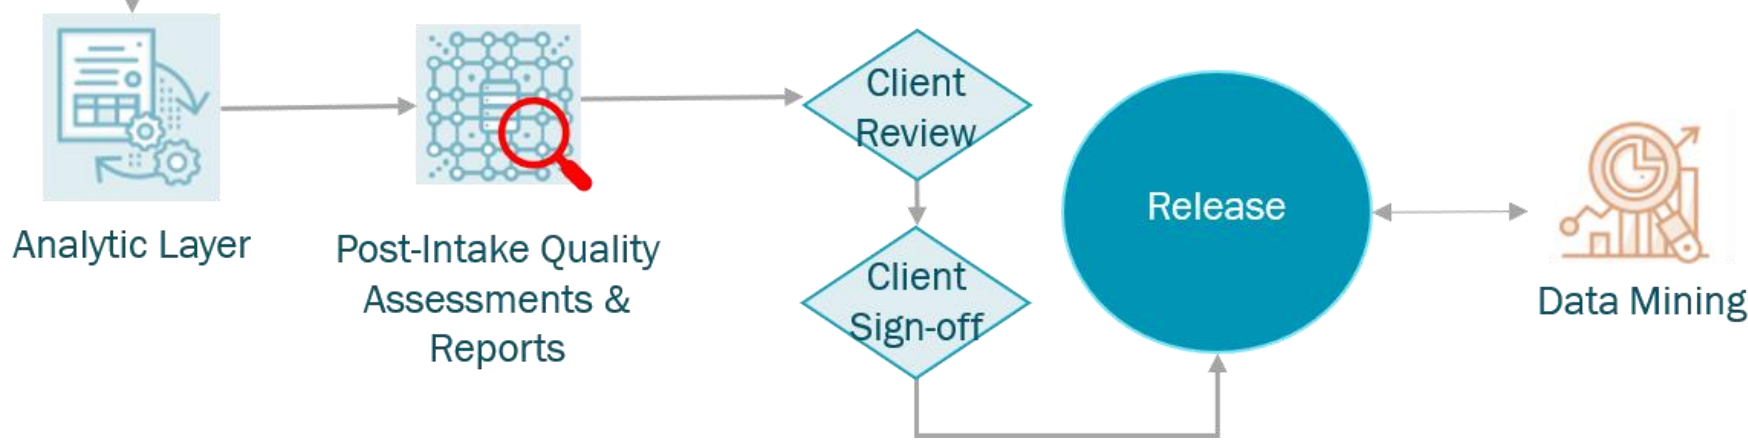 Analytic Layer
Post-Intake Quality
Assessments &
Reports
Client
Review
Client
Sign-off
Release
Data Mining